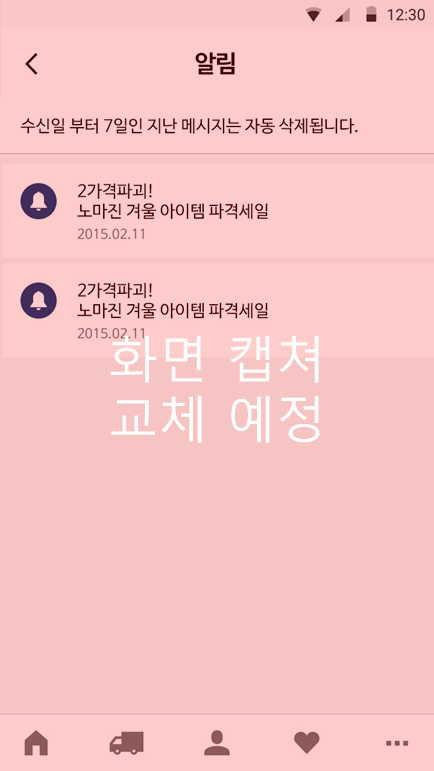 12:30
알림
수신일 부터 7일인 지난 메시지는 자동 삭제됩니다.
2가격파괴!
노마진 겨울 아이템 파격세일
2015.02.11
2가격파괴!
노마진 겨울 아이템 파격세일
2015.02.11
화면 캡쳐
교체 예정